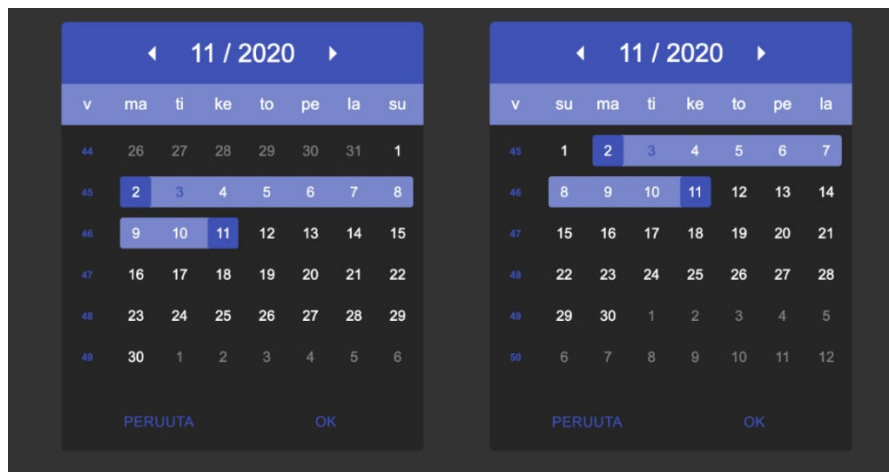 11 / 2020
v ma ti ke to pe la su
44 26 27 28 29 30 31 1
45 2 3 4 5 6 7 8
46 9 10 11 12 13 14 15
47 16 17 18 19 20 21 22
48 23 24 25 26 27 28 29
49 30 1 2 3 4 5 6
PERUUTA OK
11 / 2020
v su ma ti ke to pe la
45 1 2 3 4 5 6 7
46 8 9 10 11 12 13 14
47 15 16 17 18 19 20 21
48 22 23 24 25 26 27 28
49 29 30 1 2 3 4 5
50 6 7 8 9 10 11 12
PERUUTA OK